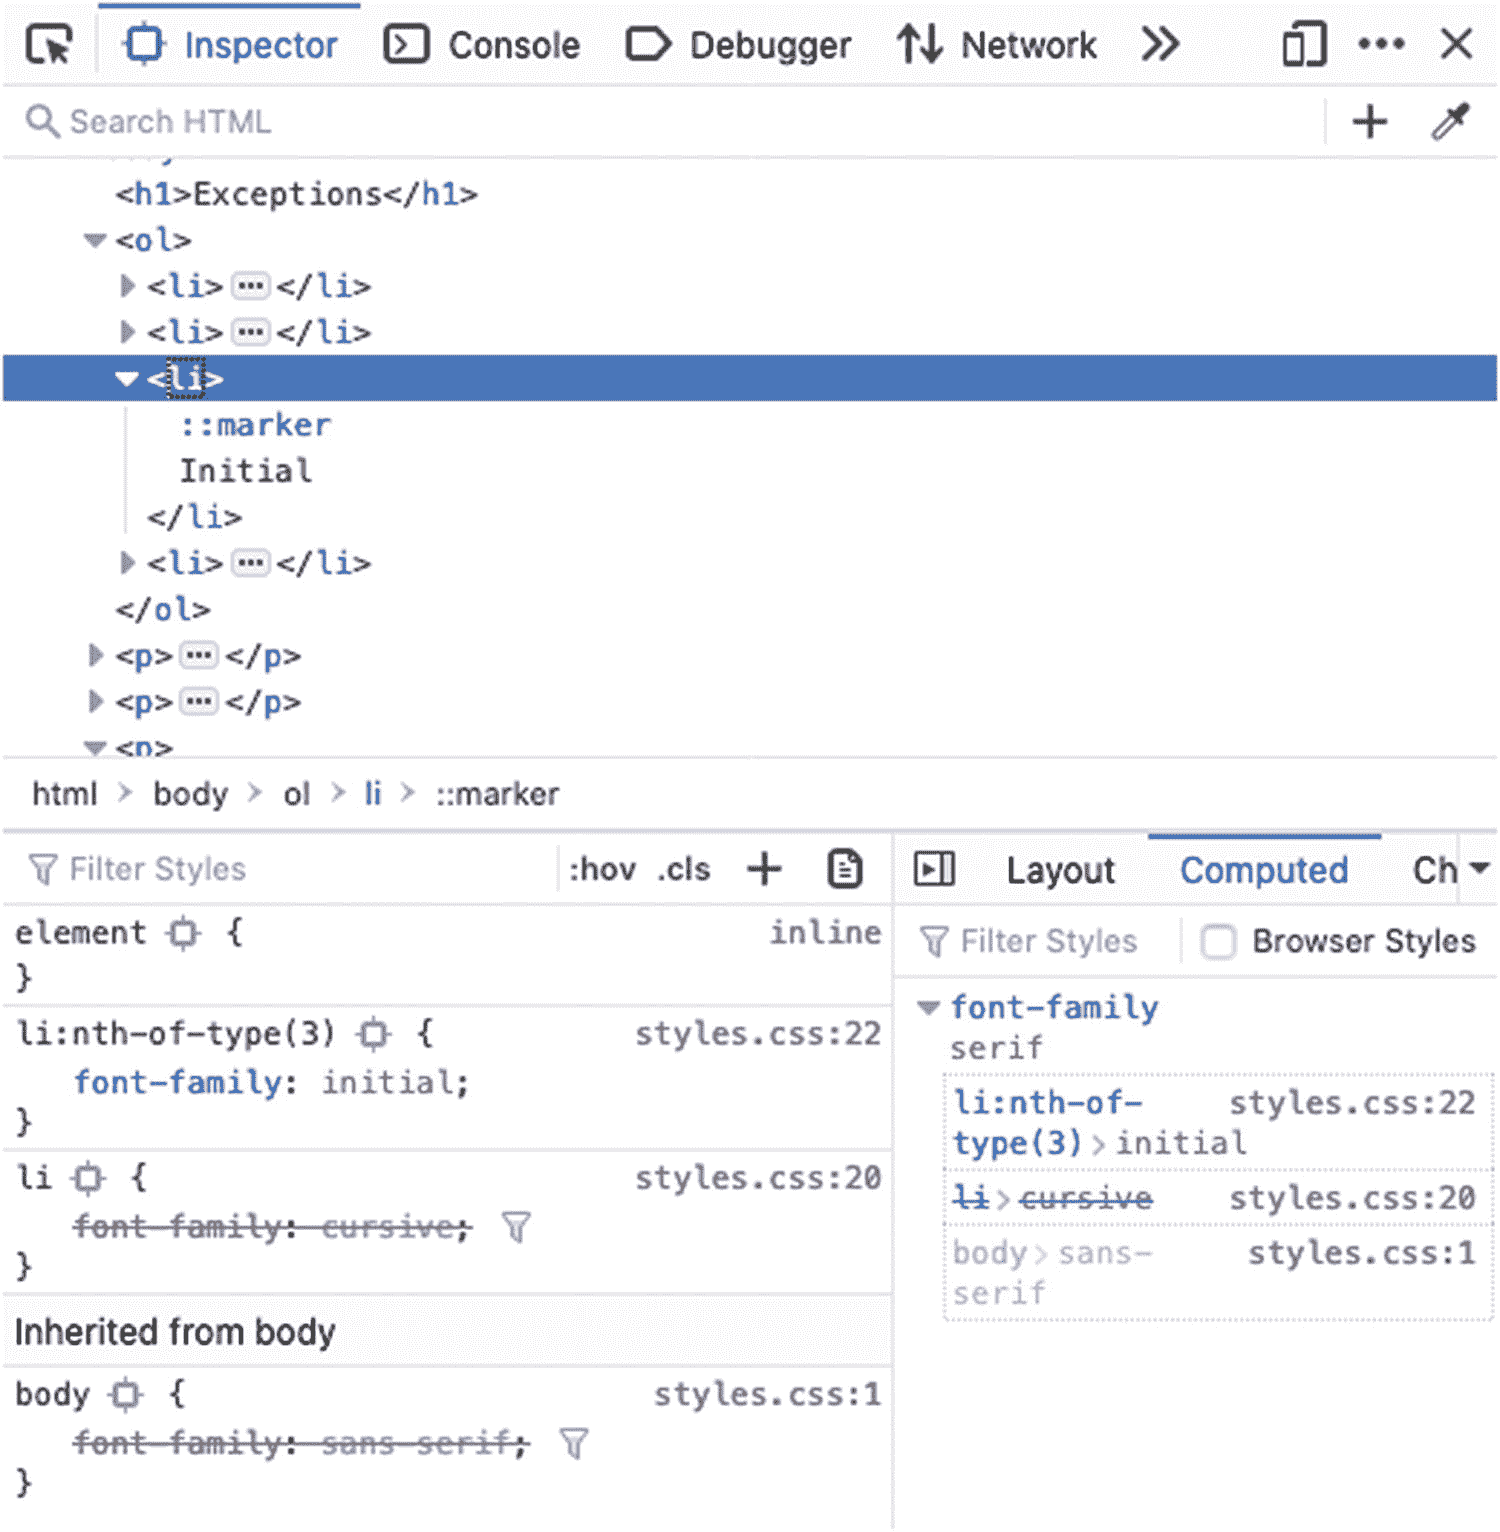 Inspector Console Debugger Network
Search HTML
<h1>Exceptions</h1>
<ol>
<li> ••• </li>
<li> ••• </li>
<li>
::marker
Initial
</li>
<li> ••• </li>
</ol>
<p> ••• </p>
<p> ••• </p>
<p>
html > body > ol > li > ::marker
Filter Styles :hov .cls +
element { inline
}
li:nth-of-type(3) { styles.css:22
font-family: initial;
}
li { styles.css:20
font-family: cursive;
}
Inherited from body
body { styles.css:1
font-family: sans-serif;
}
Layout Computed Ch
Filter Styles Browser Styles
font-family
serif
li:nth-of- styles.css:22
type(3) > initial
li > cursive styles.css:20
body > sans- styles.css:1
serif